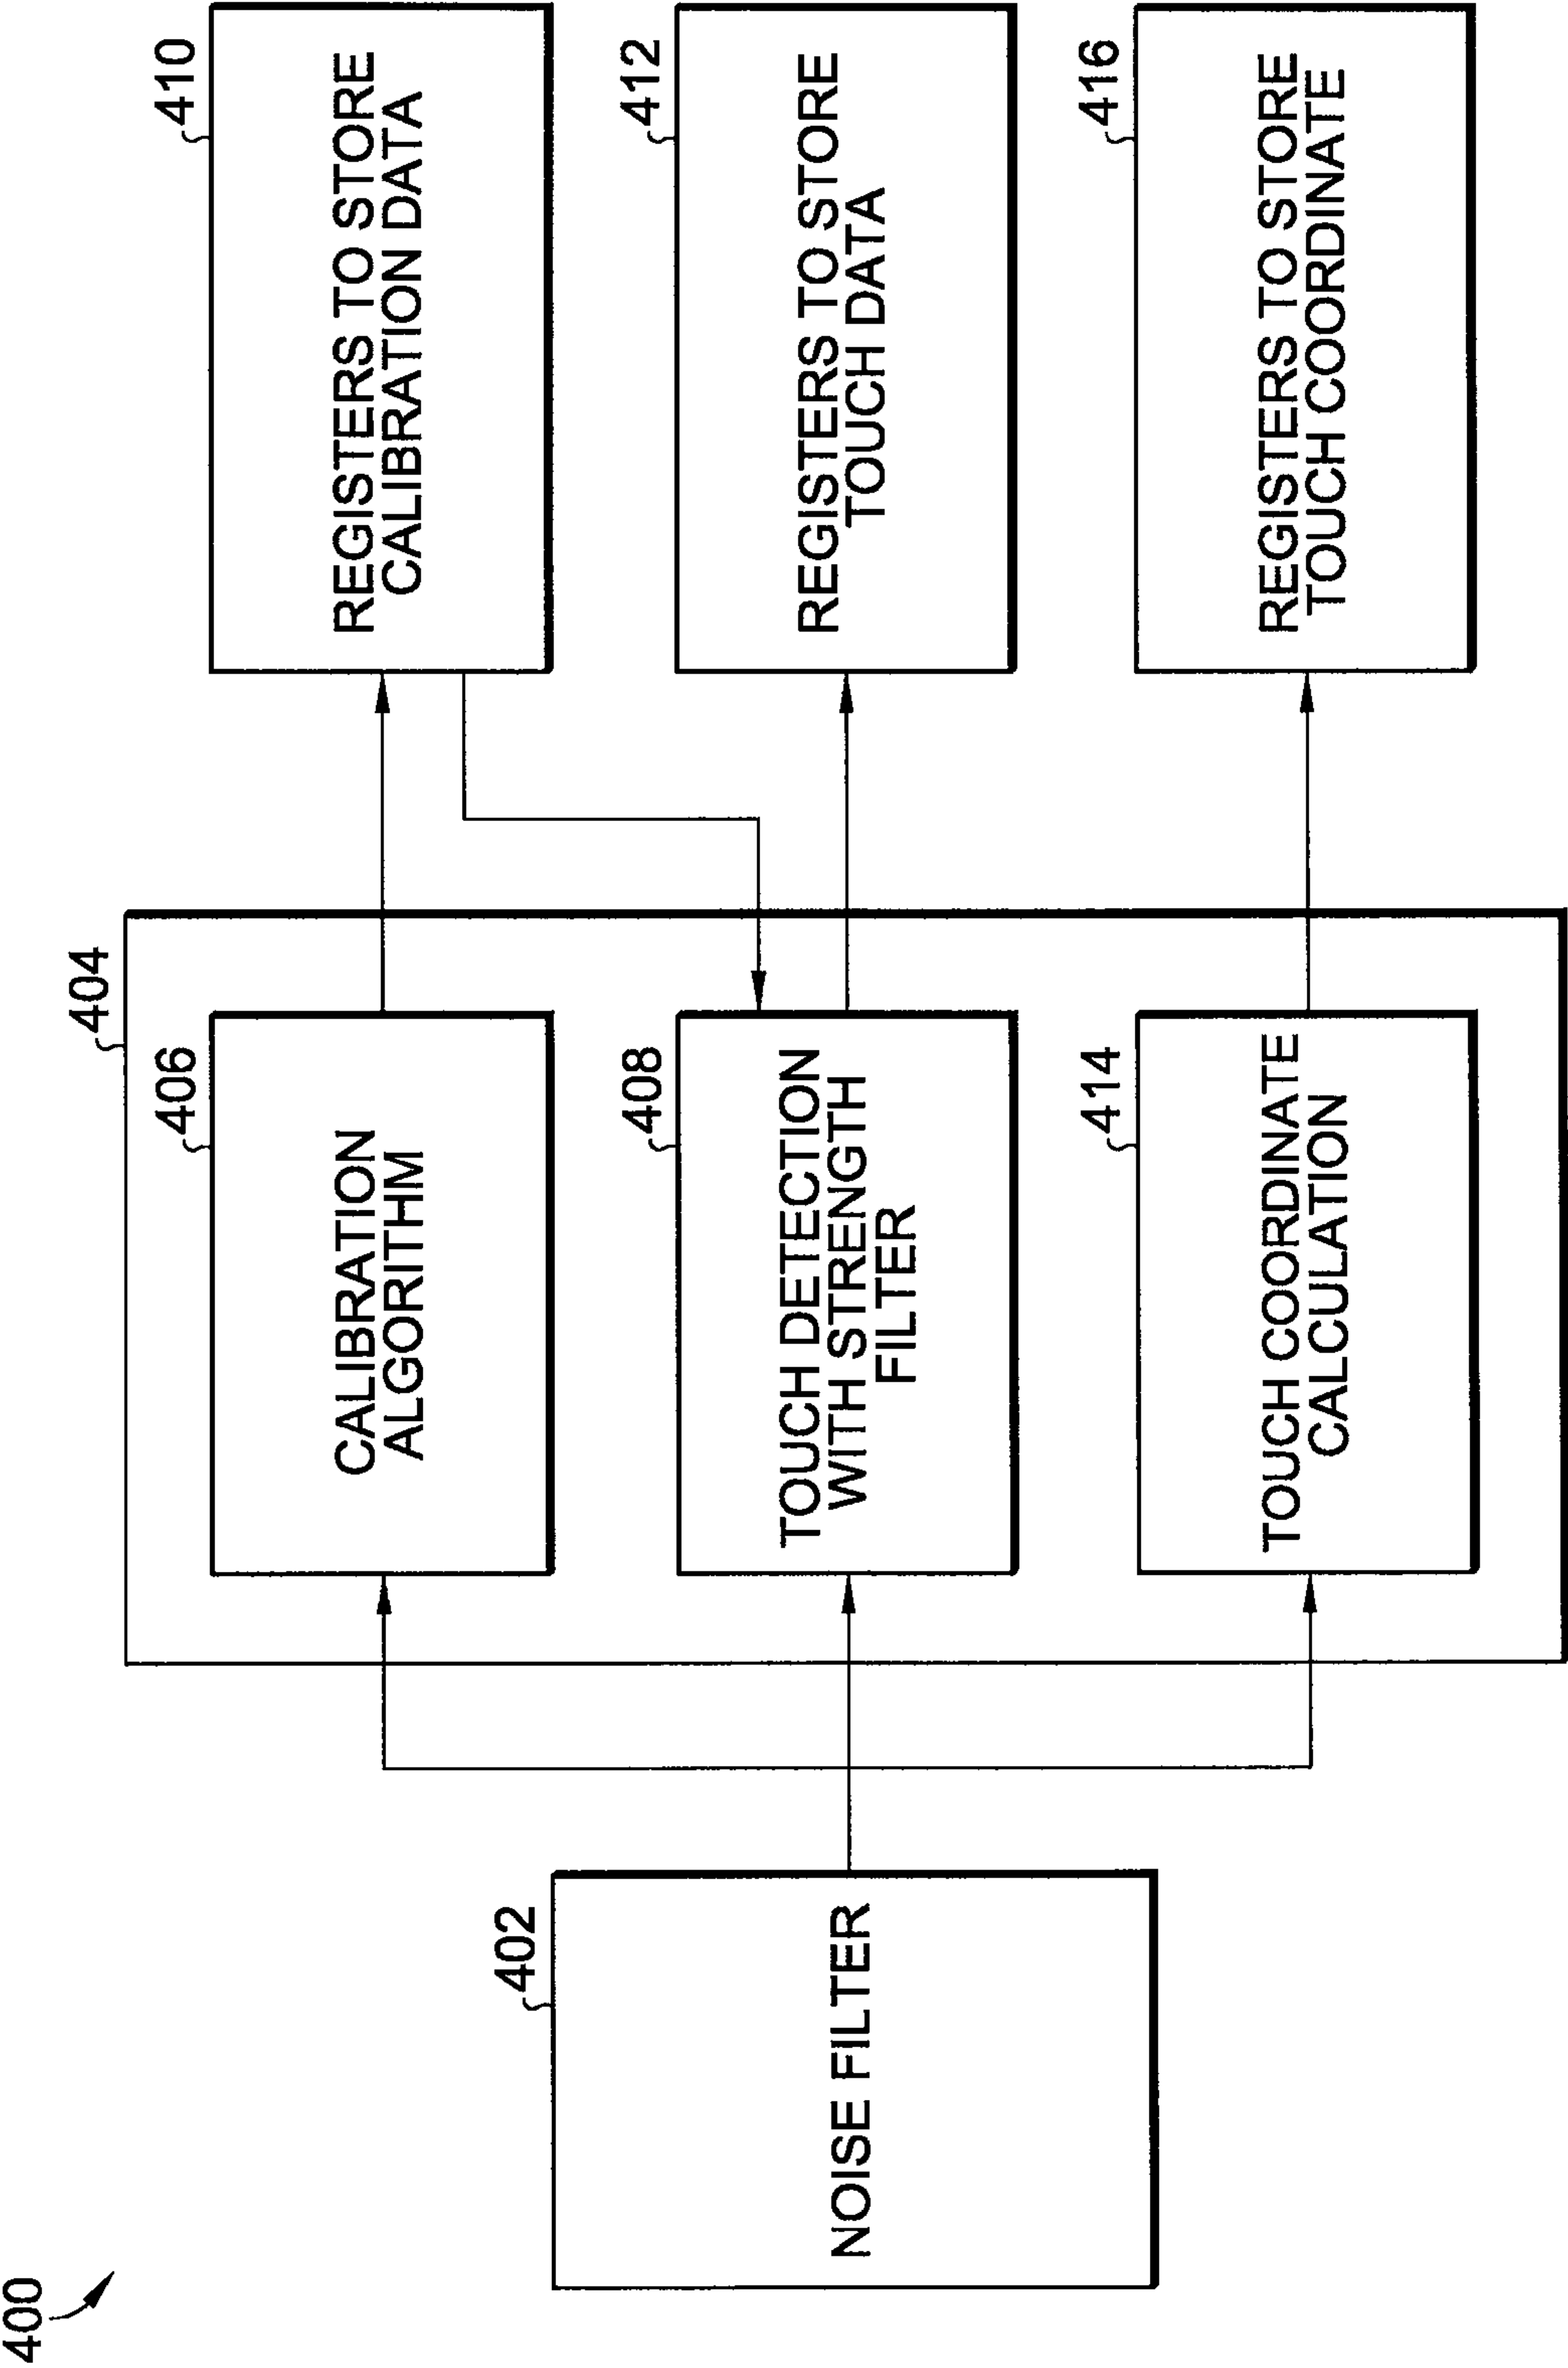 400
402
NOISE FILTER
404
406
CALIBRATION
ALGORITHM
408
TOUCH DETECTION
WITH STRENGTH
FILTER
414
TOUCH COORDINATE
CALCULATION
410
REGISTERS TO STORE
CALIBRATION DATA
412
REGISTERS TO STORE
TOUCH DATA
416
REGISTERS TO STORE
TOUCH COORDINATE